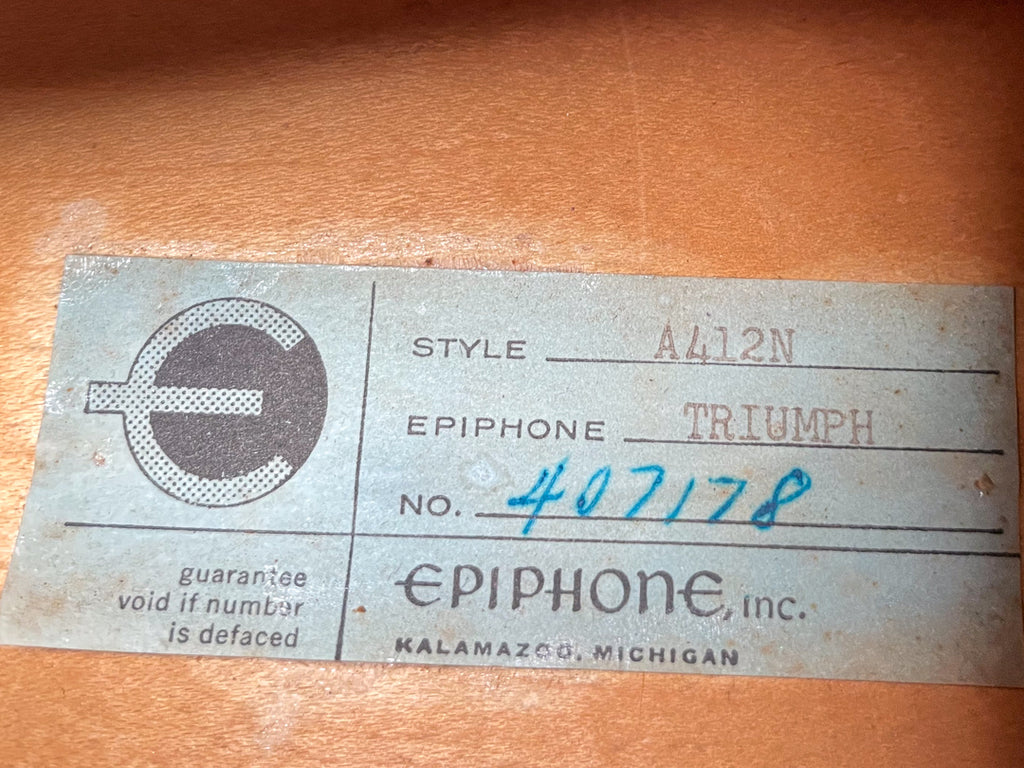 STYLE A412N
EPIPHONE TRIUMPH
NO. 407178
guarantee
void if number
is defaced
EPIPHONE, inc.
KALAMAZOO, MICHIGAN